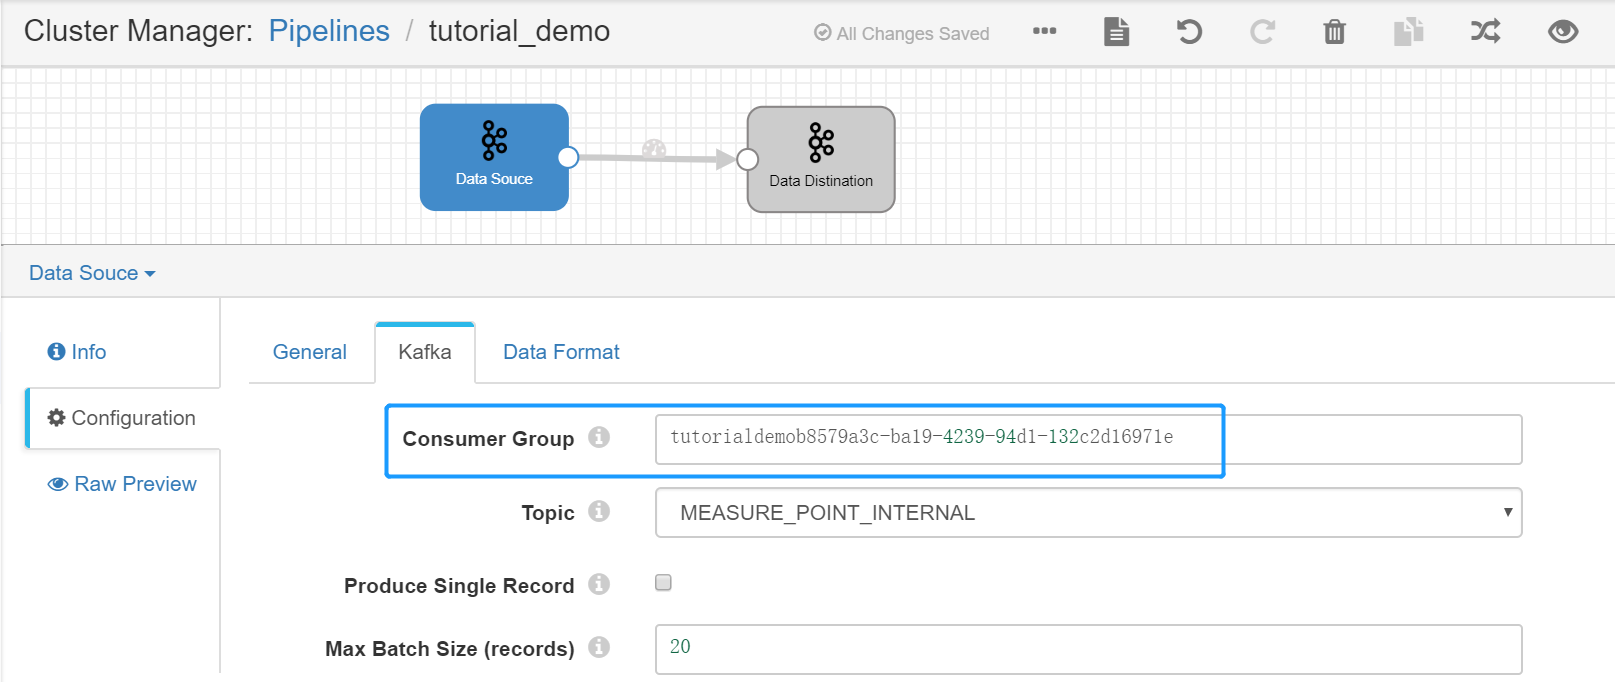 Cluster Manager: Pipelines / tutorial_demo
All Changes Saved
Data Souce
Data Distination
Data Souce
Info
Configuration
Raw Preview
General
Kafka
Data Format
Consumer Group
tutorialdemob8579a3c-ba19-4239-94d1-132c2d16971e
Topic
MEASURE_POINT_INTERNAL
Produce Single Record
Max Batch Size (records)
20